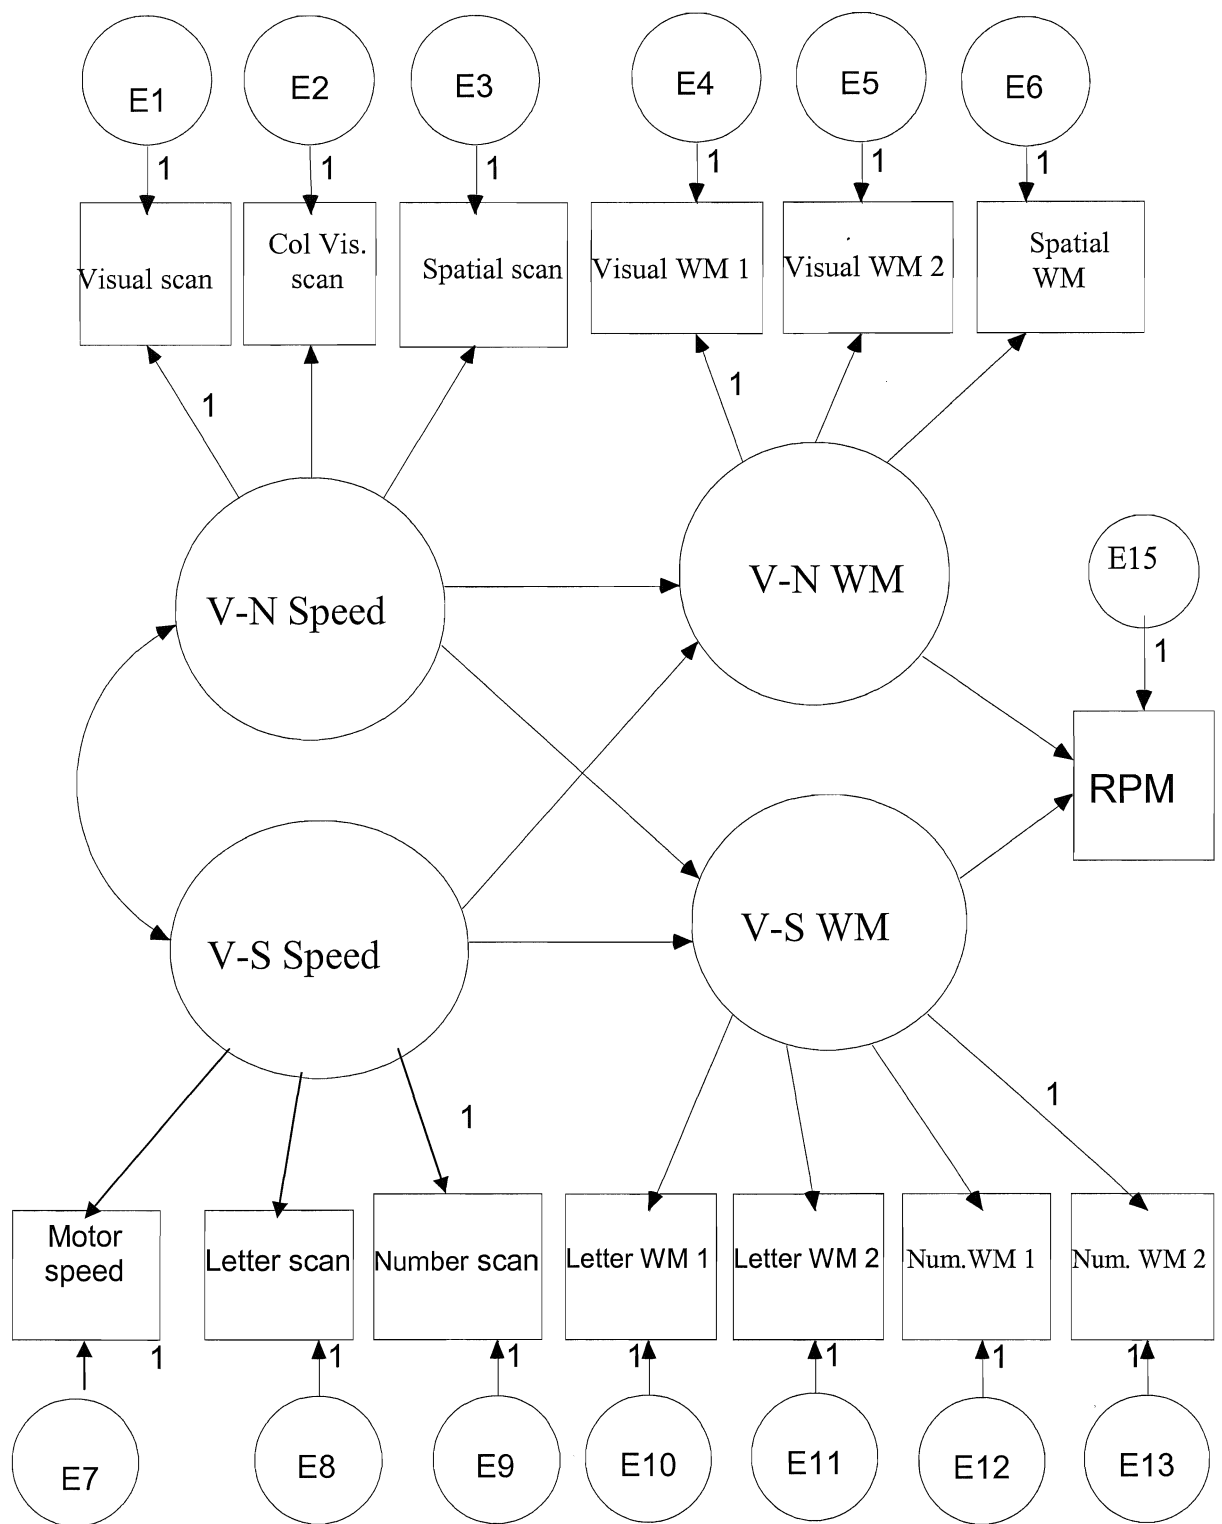 E1
E2
E3
E4
E5
E6
1
1
1
1
1
1
Visual scan
Col Vis.
scan
Spatial scan
Visual WM 1
Visual WM 2
Spatial
WM
1
1
V-N Speed
V-N WM
E15
1
RPM
V-S Speed
V-S WM
1
1
Motor
speed
Letter scan
Number scan
Letter WM 1
Letter WM 2
Num.WM 1
Num. WM 2
1
1
1
1
1
1
1
E7
E8
E9
E10
E11
E12
E13